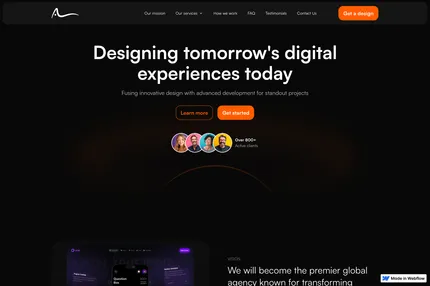 Our mission
Our services
How we work
FAQ
Testimonials
Contact Us
Get a design
Designing tomorrow's digital
experiences today
Fusing innovative design with advanced development for standout projects
Learn more
Get started
Over 800+
Active clients
We will become the premier global
agency known for transforming
Made in Webflow